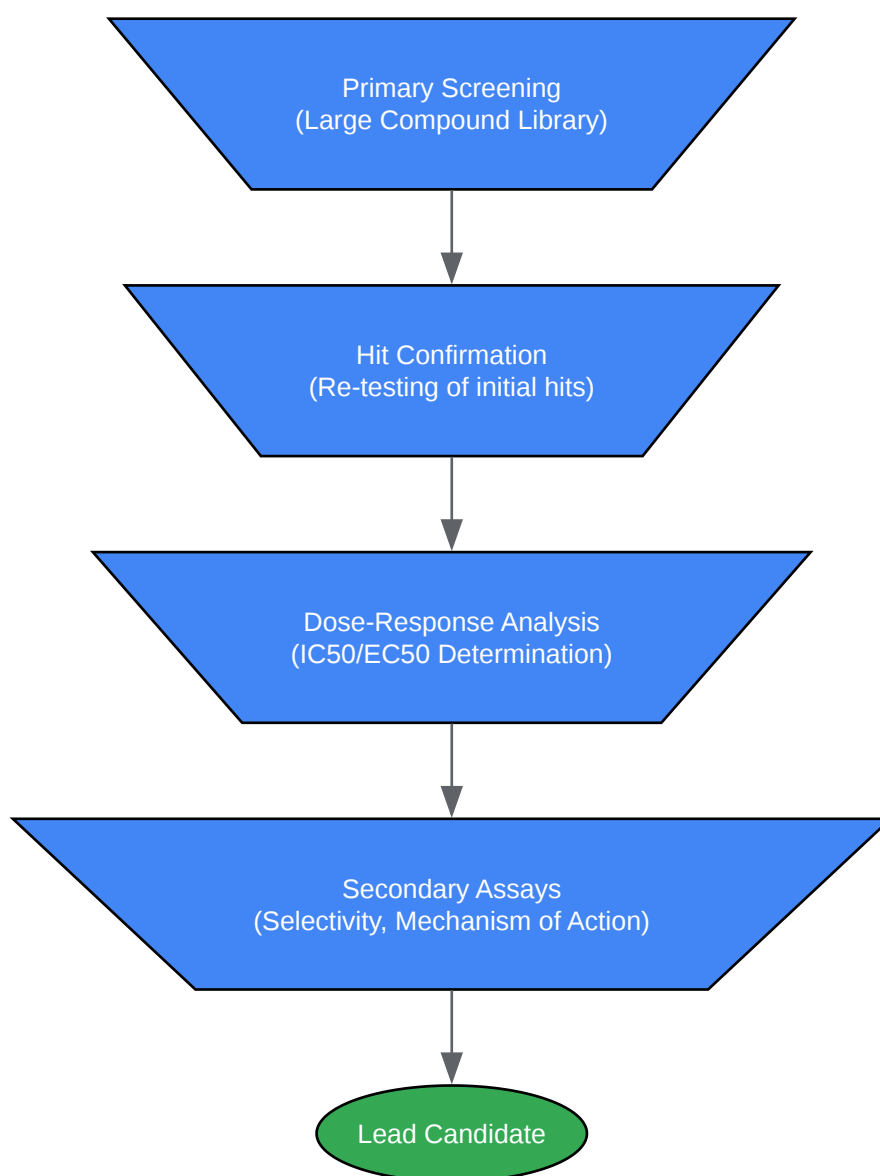 Primary Screening
(Large Compound Library)
Hit Confirmation
(Re-testing of initial hits)
Dose-Response Analysis
(IC50/EC50 Determination)
Secondary Assays
(Selectivity, Mechanism of Action)
Lead Candidate